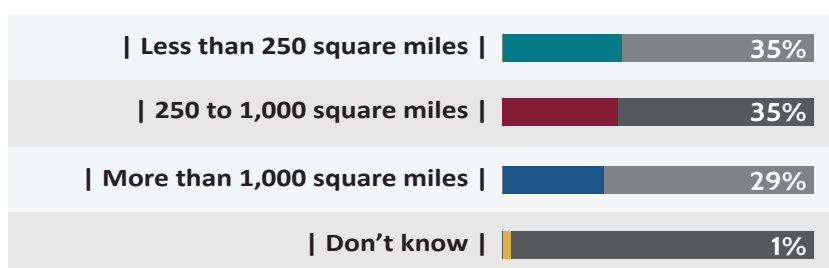 | Less than 250 square miles | 35%
| 250 to 1,000 square miles | 35%
| More than 1,000 square miles | 29%
| Don’t know | 1%